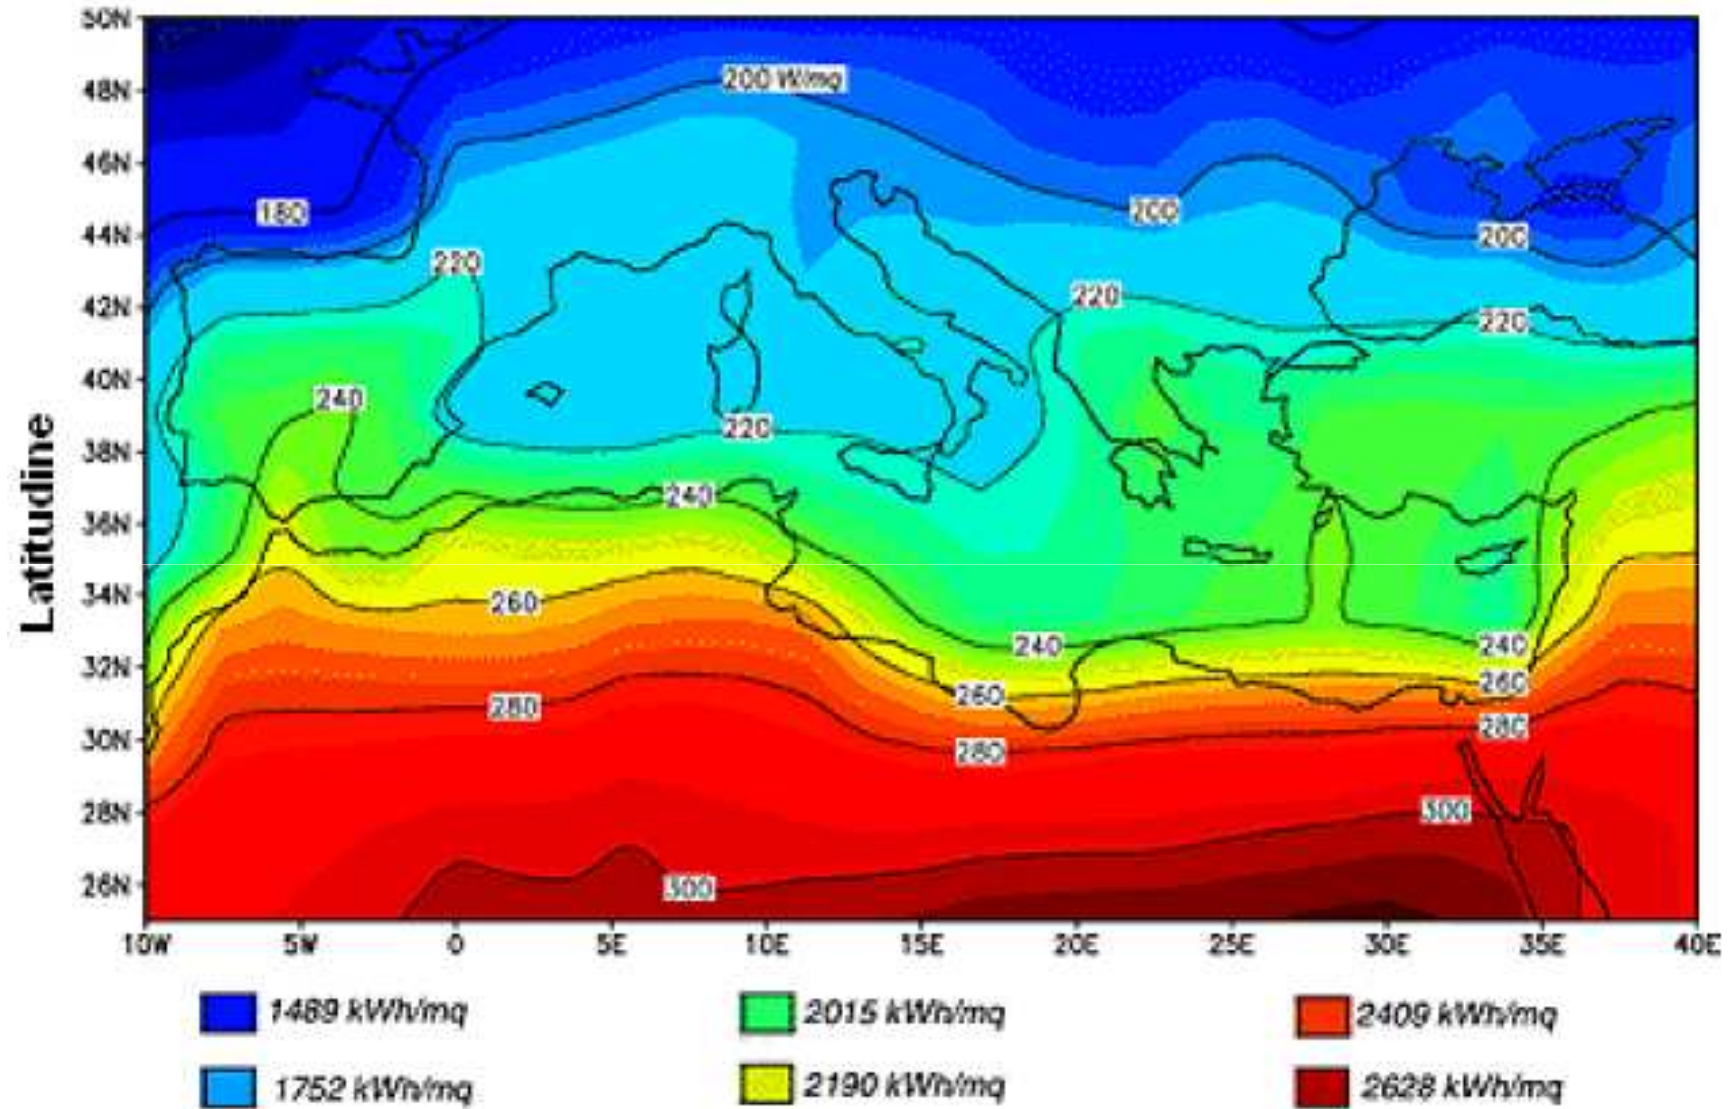 50N
200 W/mq
48N
46N
180
200
44N
200
220
42N
220
220
40N
240
220
38N
240
36N
Latitudine
34N
260
240
240
32N
260
260
280
280
30N
280
28N
300
26N
300
10W 5W 0 5E 10E 15E 20E 25E 30E 35E 40E
1489 kWh/mq 2015 kWh/mq 2409 kWh/mq
1752 kWh/mq 2190 kWh/mq 2628 kWh/mq